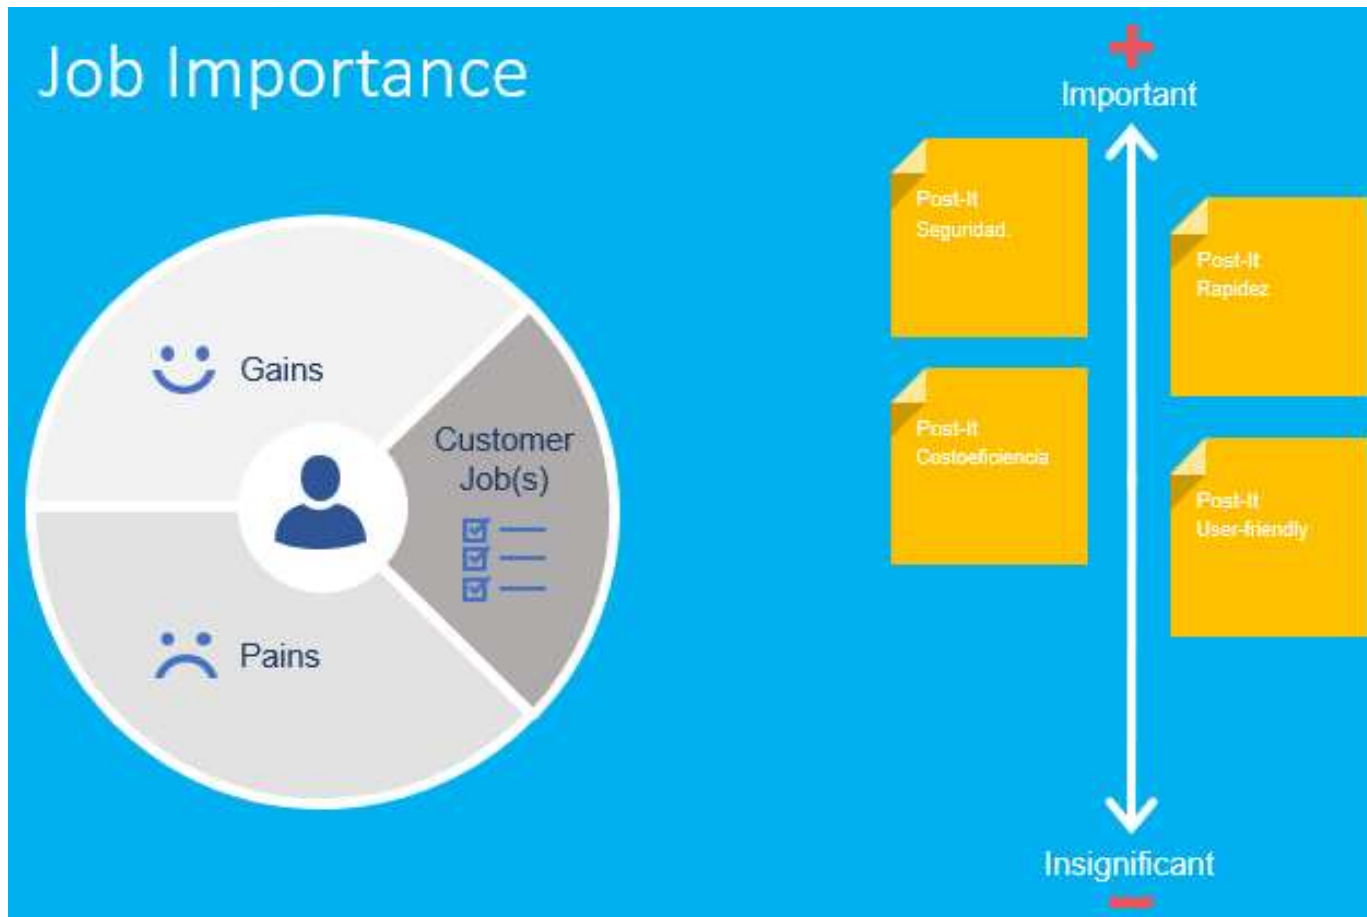 Job Importance
Important
Post-It
Seguridad.
Post-It
Rapidez
Gains
Post-It
Costoeficiencia
Customer
Job(s)
Post-It
User-friendly
Pains
Insignificant